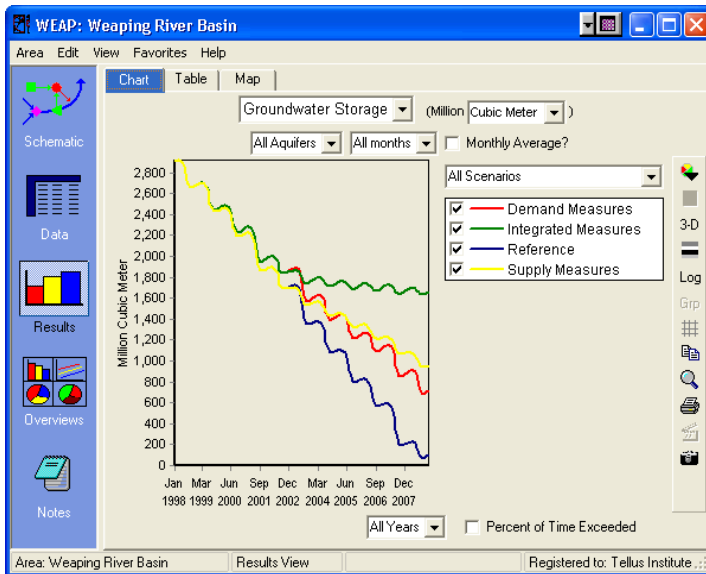 WEAP: Weaping River Basin
Area Edit View Favorites Help
Chart Table Map
Groundwater Storage (Million Cubic Meter )
All Aquifers All months Monthly Average?
Schematic
Data
Results
Overviews
Notes
Million Cubic Meter
2,800
2,600
2,400
2,200
2,000
1,800
1,600
1,400
1,200
1,000
800
600
400
200
0
Jan Mar Jun Sep Dec Mar Jun Sep Dec
1998 1999 2000 2001 2002 2004 2005 2006 2007
All Scenarios
Demand Measures
Integrated Measures
Reference
Supply Measures
3-D
Log
Grp
All Years Percent of Time Exceeded
Area: Weaping River Basin Results View Registered to: Tellus Institute